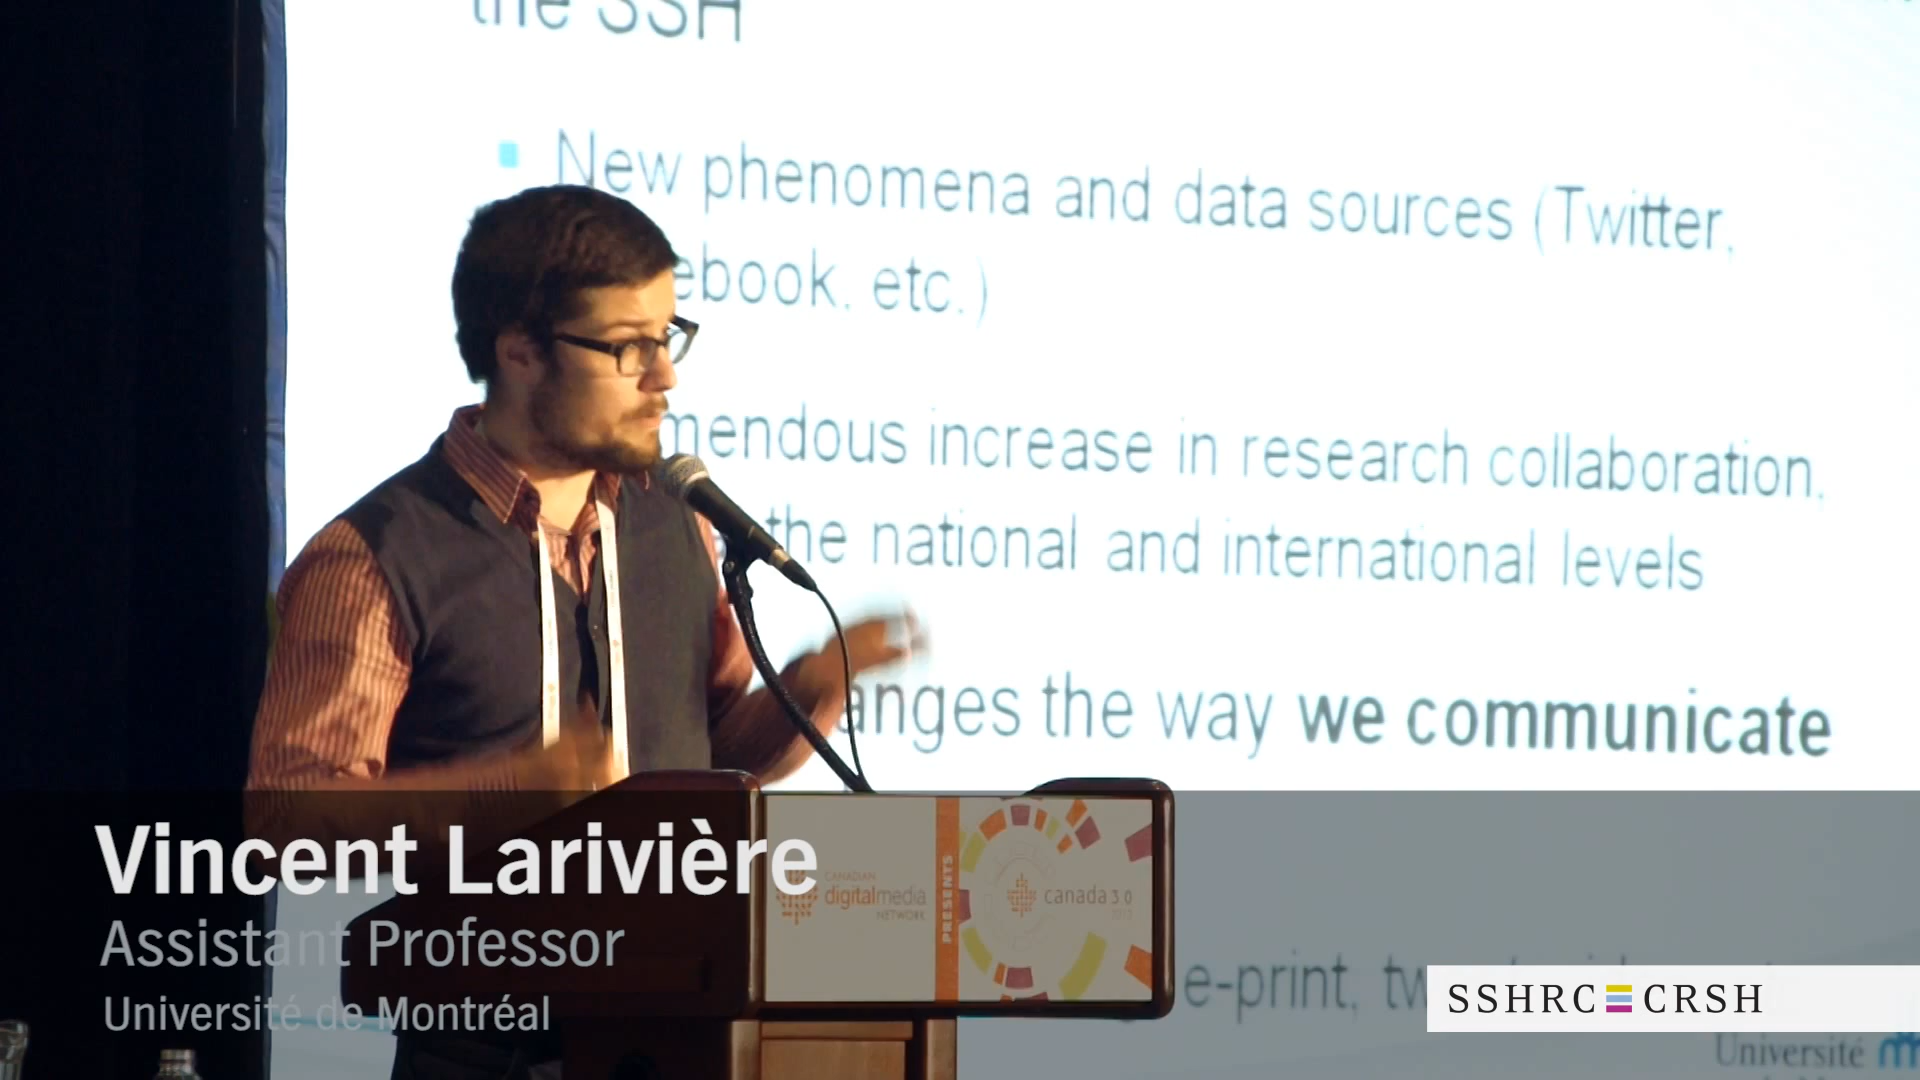 the SSH
New phenomena and data sources (Twitter,
ebook, etc.)
mendous increase in research collaboration,
the national and international levels
anges the way we communicate
Vincent Larivière
Assistant Professor
Université de Montréal
CANADIAN
digitalmedia
NETWORK
PRESENTS
canada 3.0
e-print,
SSHRC CRSH
Université